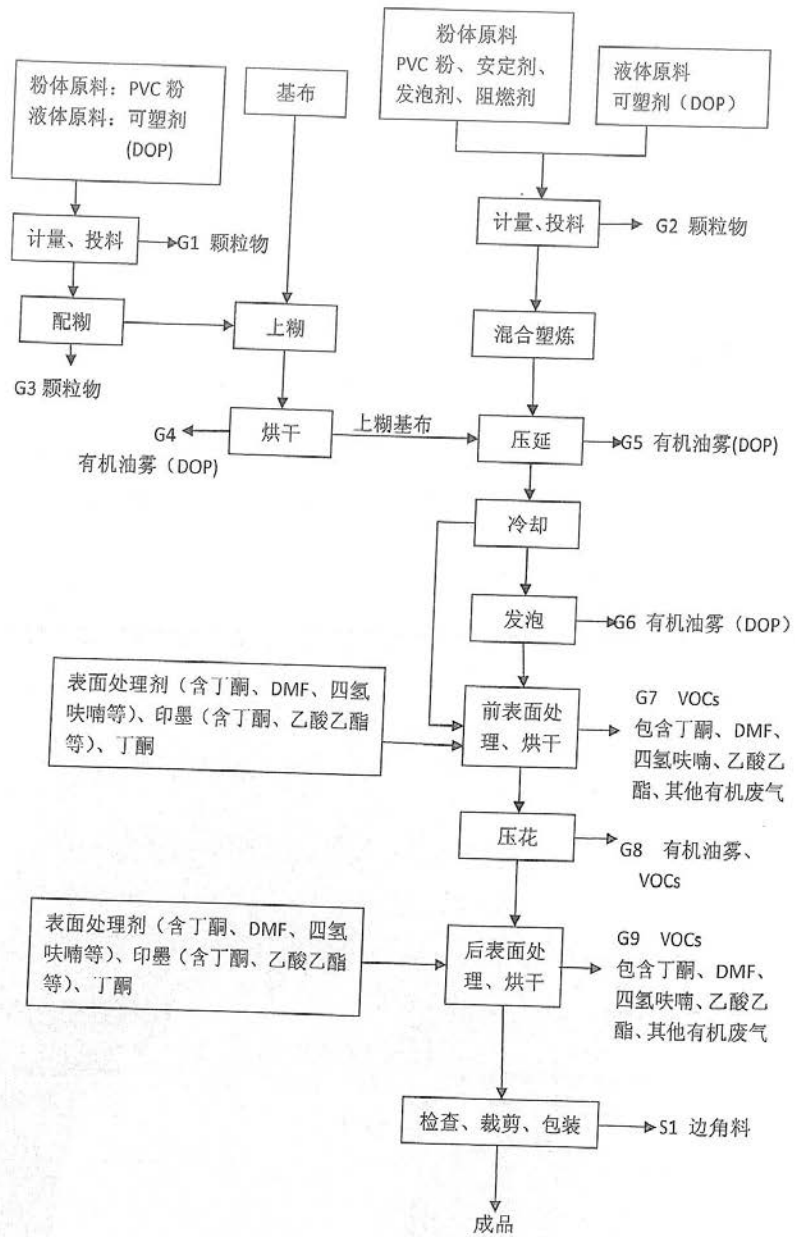 粉体原料
PVC 粉、安定剂、
发泡剂、阻燃剂
液体原料
可塑剂（DOP）
粉体原料：PVC 粉
液体原料：可塑剂
(DOP)
基布
计量、投料
G1 颗粒物
计量、投料
G2 颗粒物
配糊
上糊
混合塑炼
G3 颗粒物
G4
有机油雾（DOP)
烘干
上糊基布
压延
G5 有机油雾(DOP)
冷却
发泡
G6 有机油雾（DOP）
表面处理剂（含丁酮、DMF、四氢
呋喃等）、印墨（含丁酮、乙酸乙酯
等）、丁酮
前表面处
理、烘干
G7 VOCs
包含丁酮、DMF、
四氢呋喃、乙酸乙
酯、其他有机废气
压花
G8 有机油雾、
VOCs
表面处理剂（含丁酮、DMF、四氢
呋喃等）、印墨（含丁酮、乙酸乙酯
等）、丁酮
后表面处
理、烘干
G9 VOCs
包含丁酮、DMF、
四氢呋喃、乙酸乙
酯、其他有机废气
检查、裁剪、包装
S1 边角料
成品